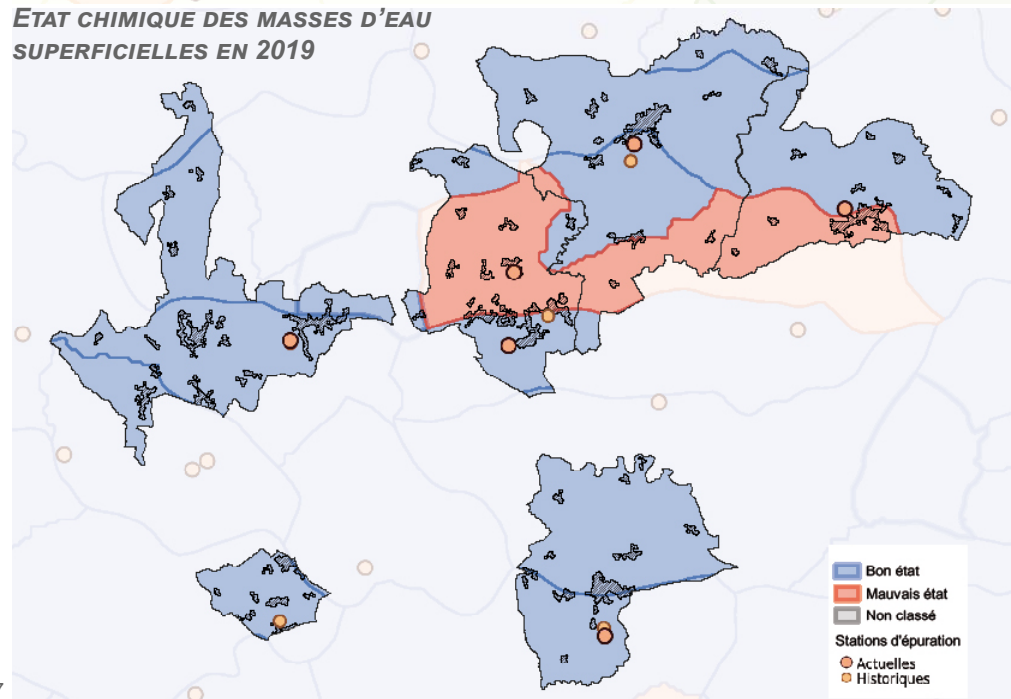 ETAT CHIMIQUE DES MASSES D'EAU
SUPERFICIELLES EN 2019
Bon état
Mauvais état
Non classé
Stations d'épuration
Actuelles
Historiques